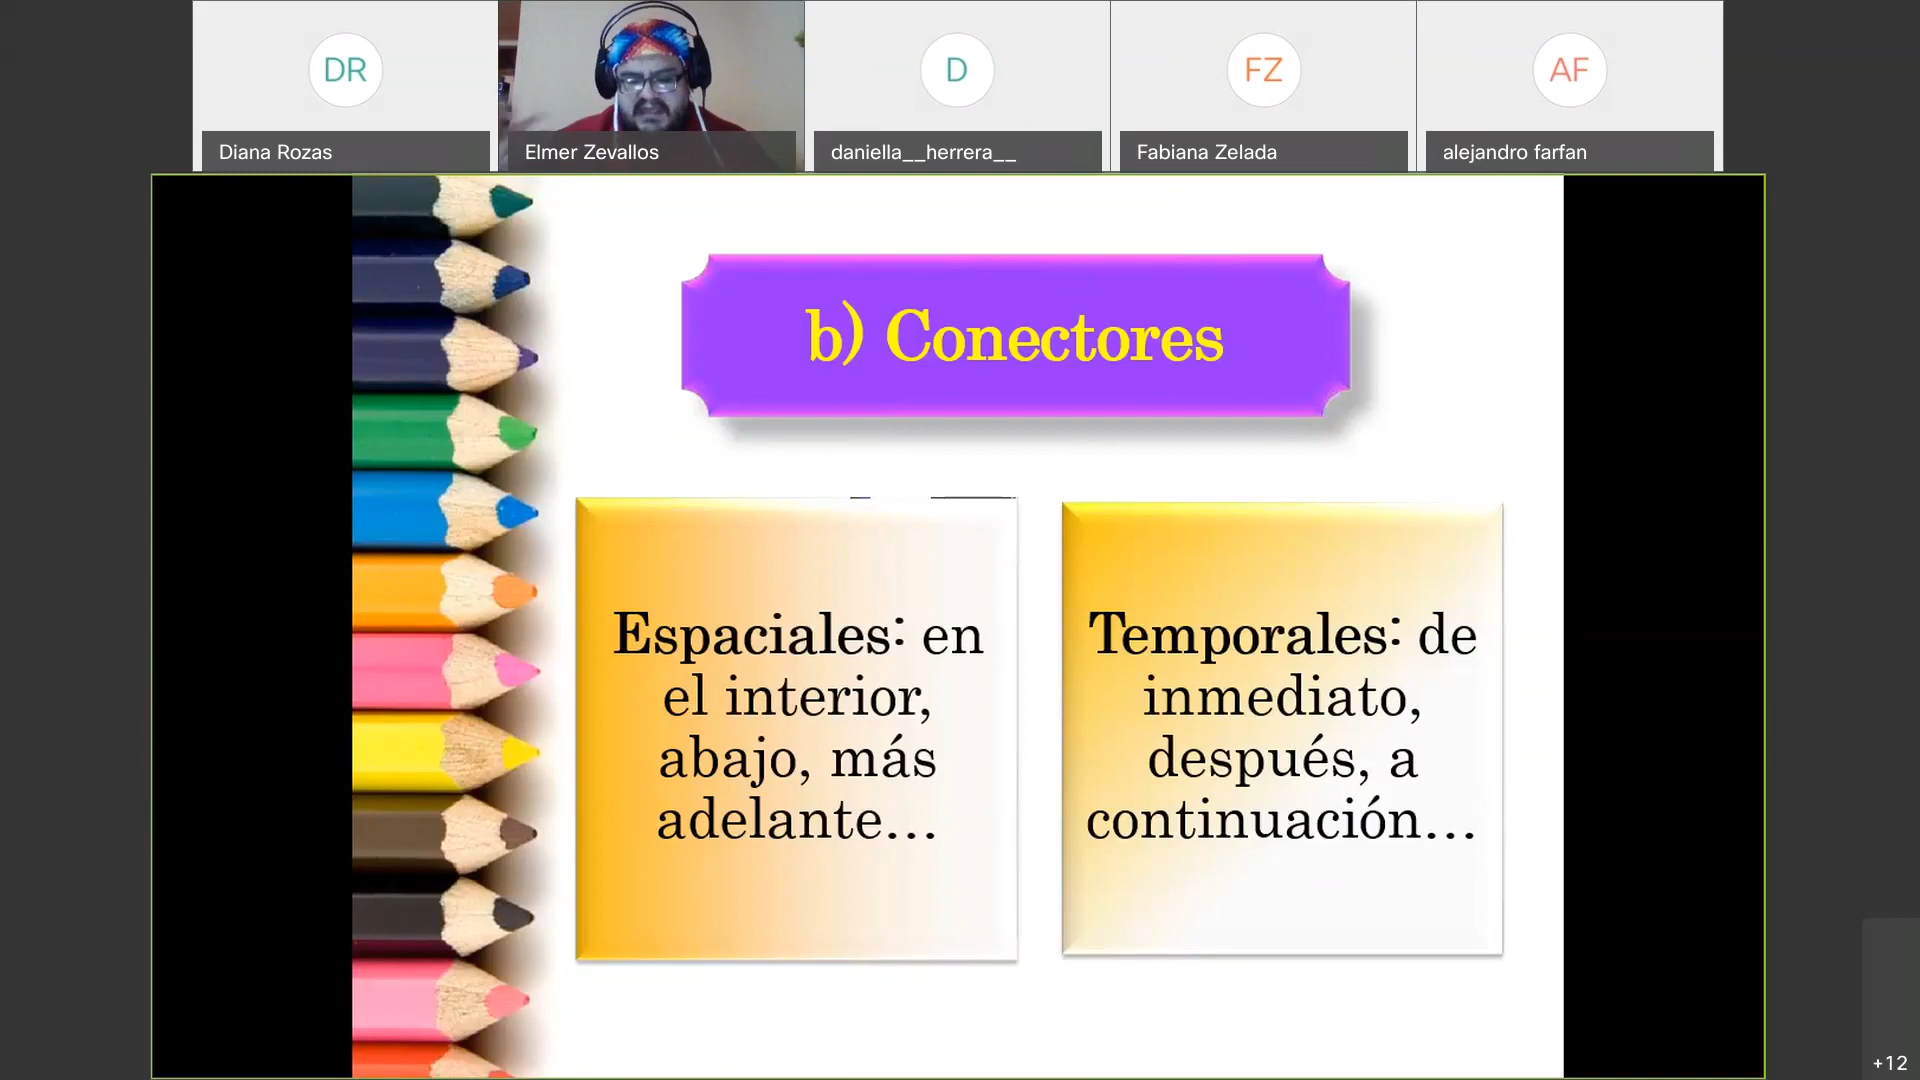 DR
D
FZ
AF
Diana Rozas
Elmer Zevallos
daniella__herrera__
Fabiana Zelada
alejandro farfan
b) Conectores
Espaciales: en
el interior,
abajo, más
adelante...
Temporales: de
inmediato,
después, a
continuación...
+12